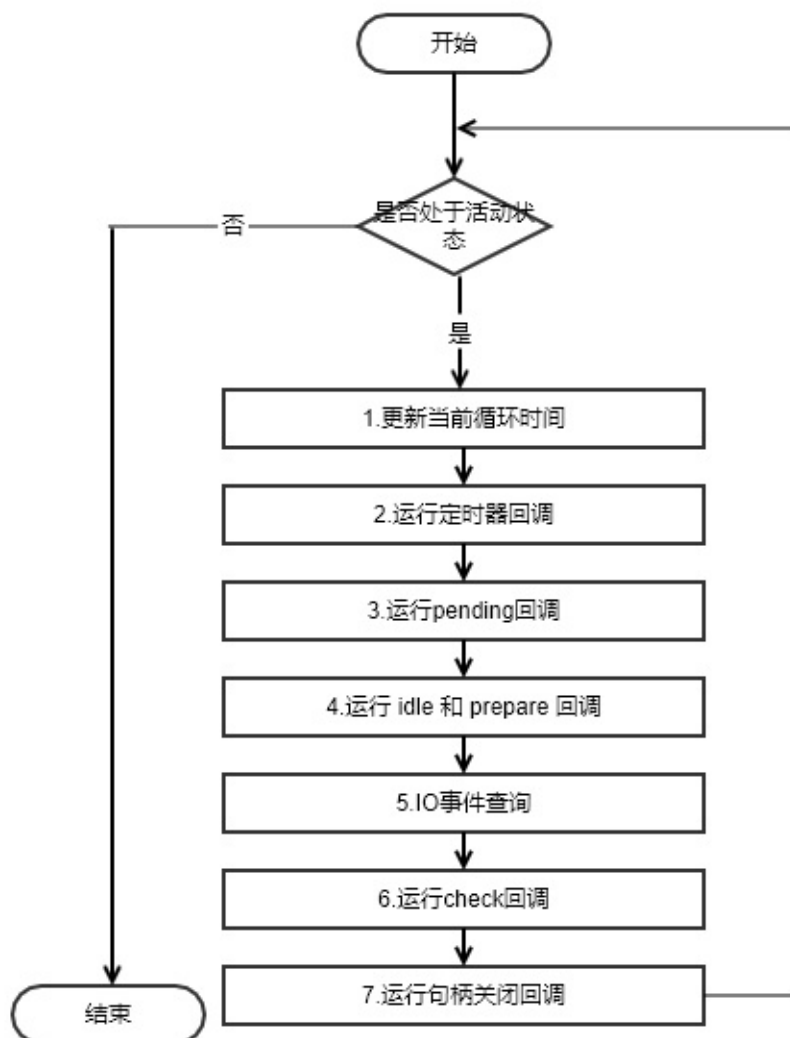 开始
是否处于活动状
态
否
是
1.更新当前循环时间
2.运行定时器回调
3.运行pending回调
4.运行 idle 和 prepare 回调
5.IO事件查询
6.运行check回调
7.运行句柄关闭回调
结束